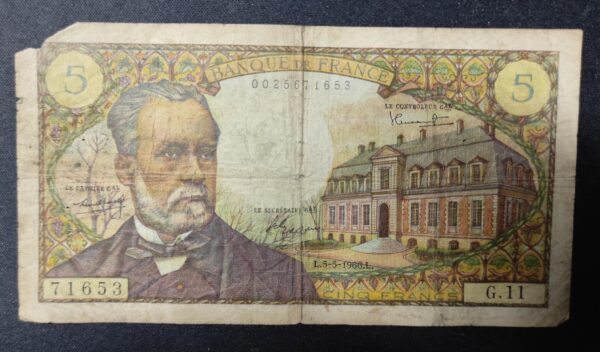 BANQUE DE FRANCE
5
5
0025671653
LE CONTROLEUR GAL
LE CAISSIER GAL
LE SECRÉTAIRE GAL
L.5-5-1966.L.
71653
CINQ FRANCS
G.11